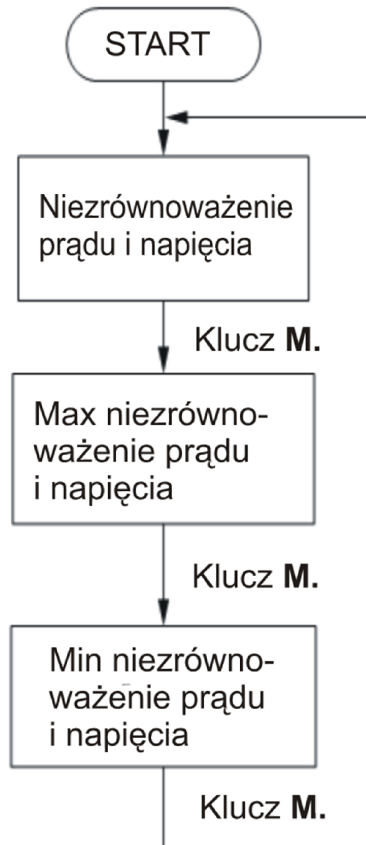 START
Niezrównoważenie
prądu i napięcia
Klucz M.
Max niezrówno-
ważenie prądu
i napięcia
Klucz M.
Min niezrówno-
ważenie prądu
i napięcia
Klucz M.